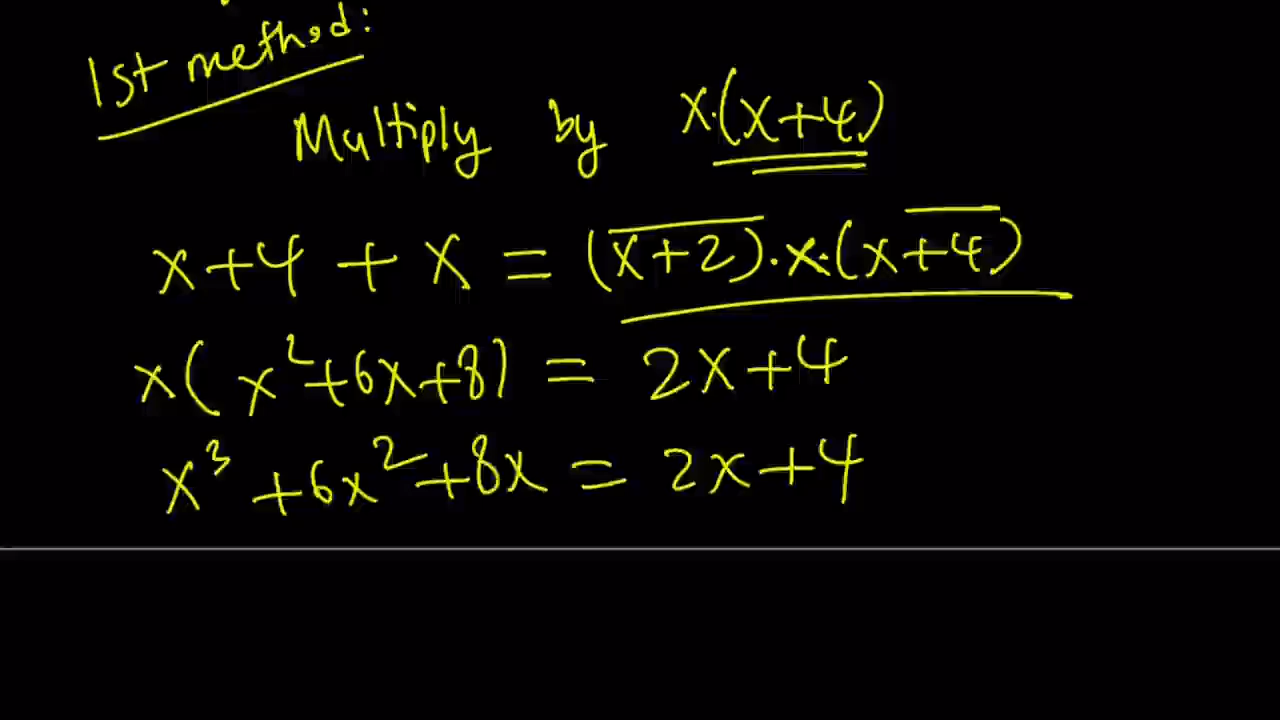 1st method:
Multiply by x·(x+4)
x+4 + x = (x+2)·x·(x+4)
x(x²+6x+8) = 2x+4
x³+6x²+8x = 2x+4